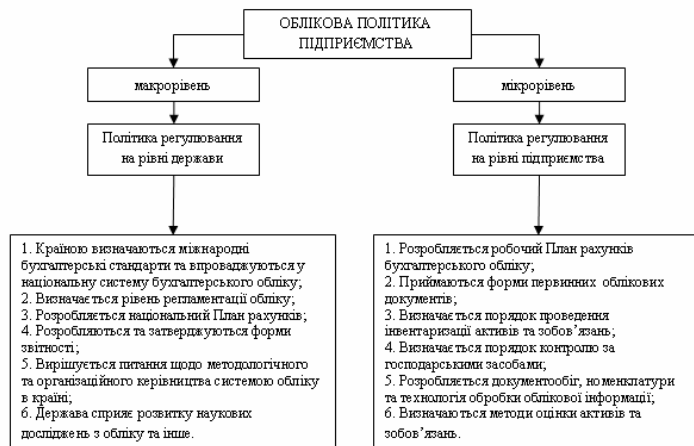 ОБЛІКОВА ПОЛІТИКА
ПІДПРИЄМСТВА
макрорівень
мікрорівень
Політика регулювання
на рівні держави
Політика регулювання
на рівні підприємства
1. Країною визначаються міжнародні
бухгалтерські стандарти та впроваджуються у
національну систему бухгалтерського обліку;
2. Визначається рівень регламентації обліку;
3. Розробляється національний План рахунків;
4. Розробляються та затверджуються форми
звітності;
5. Вирішується питання щодо методологічного
та організаційного керівництва системою обліку
в країні;
6. Держава сприяє розвитку наукових
досліджень з обліку та інше.
1. Розробляється робочий План рахунків
бухгалтерського обліку;
2. Приймаються форми первинних облікових
документів;
3. Визначається порядок проведення
інвентаризації активів та зобов’язань;
4. Визначається порядок контролю за
господарськими засобами;
5. Розробляється документообіг, номенклатури
та технологія обробки облікової інформації;
6. Визначаються методи оцінки активів та
зобов’язань.